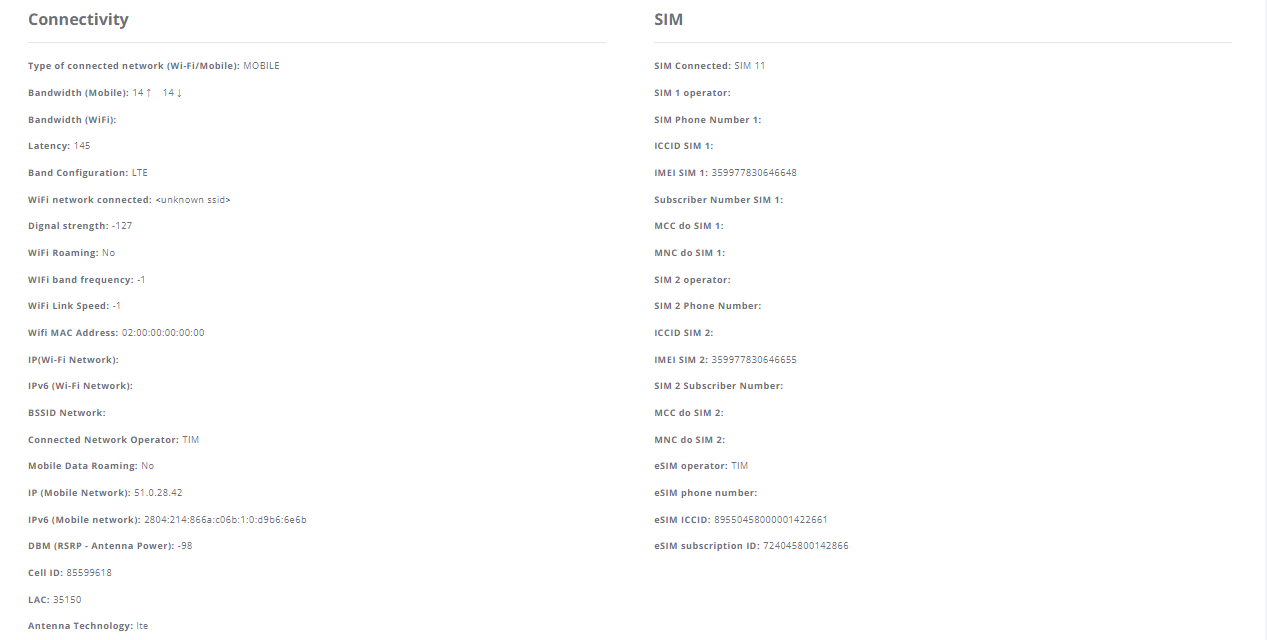 Connectivity
Type of connected network (Wi-Fi/Mobile): MOBILE
Bandwidth (Mobile): 14 ↑ 14 ↓
Bandwidth (WiFi):
Latency: 145
Band Configuration: LTE
WiFi network connected: <unknown ssid>
Dignal strength: -127
WiFi Roaming: No
WIFi band frequency: -1
WiFi Link Speed: -1
Wifi MAC Address: 02:00:00:00:00:00
IP(Wi-Fi Network):
IPv6 (Wi-Fi Network):
BSSID Network:
Connected Network Operator: TIM
Mobile Data Roaming: No
IP (Mobile Network): 51.0.28.42
IPv6 (Mobile network): 2804:214:866a:c06b:1:0:d9b6:6e6b
DBM (RSRP - Antenna Power): -98
Cell ID: 85599618
LAC: 35150
Antenna Technology: lte
SIM
SIM Connected: SIM 11
SIM 1 operator:
SIM Phone Number 1:
ICCID SIM 1:
IMEI SIM 1: 359977830646648
Subscriber Number SIM 1:
MCC do SIM 1:
MNC do SIM 1:
SIM 2 operator:
SIM 2 Phone Number:
ICCID SIM 2:
IMEI SIM 2: 359977830646655
SIM 2 Subscriber Number:
MCC do SIM 2:
MNC do SIM 2:
eSIM operator: TIM
eSIM phone number:
eSIM ICCID: 89550458000001422661
eSIM subscription ID: 724045800142866